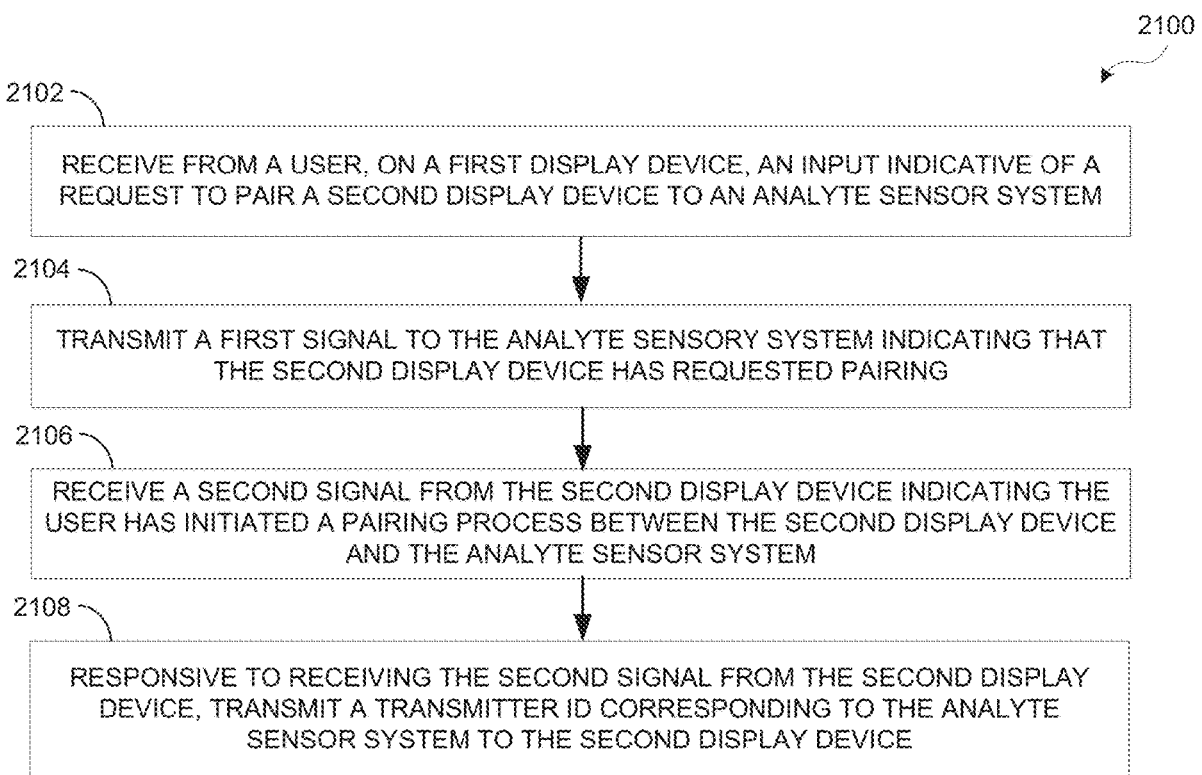 2100
2102
RECEIVE FROM A USER, ON A FIRST DISPLAY DEVICE, AN INPUT INDICATIVE OF A
REQUEST TO PAIR A SECOND DISPLAY DEVICE TO AN ANALYTE SENSOR SYSTEM
2104
TRANSMIT A FIRST SIGNAL TO THE ANALYTE SENSORY SYSTEM INDICATING THAT
THE SECOND DISPLAY DEVICE HAS REQUESTED PAIRING
2106
RECEIVE A SECOND SIGNAL FROM THE SECOND DISPLAY DEVICE INDICATING THE
USER HAS INITIATED A PAIRING PROCESS BETWEEN THE SECOND DISPLAY DEVICE
AND THE ANALYTE SENSOR SYSTEM
2108
RESPONSIVE TO RECEIVING THE SECOND SIGNAL FROM THE SECOND DISPLAY
DEVICE, TRANSMIT A TRANSMITTER ID CORRESPONDING TO THE ANALYTE
SENSOR SYSTEM TO THE SECOND DISPLAY DEVICE